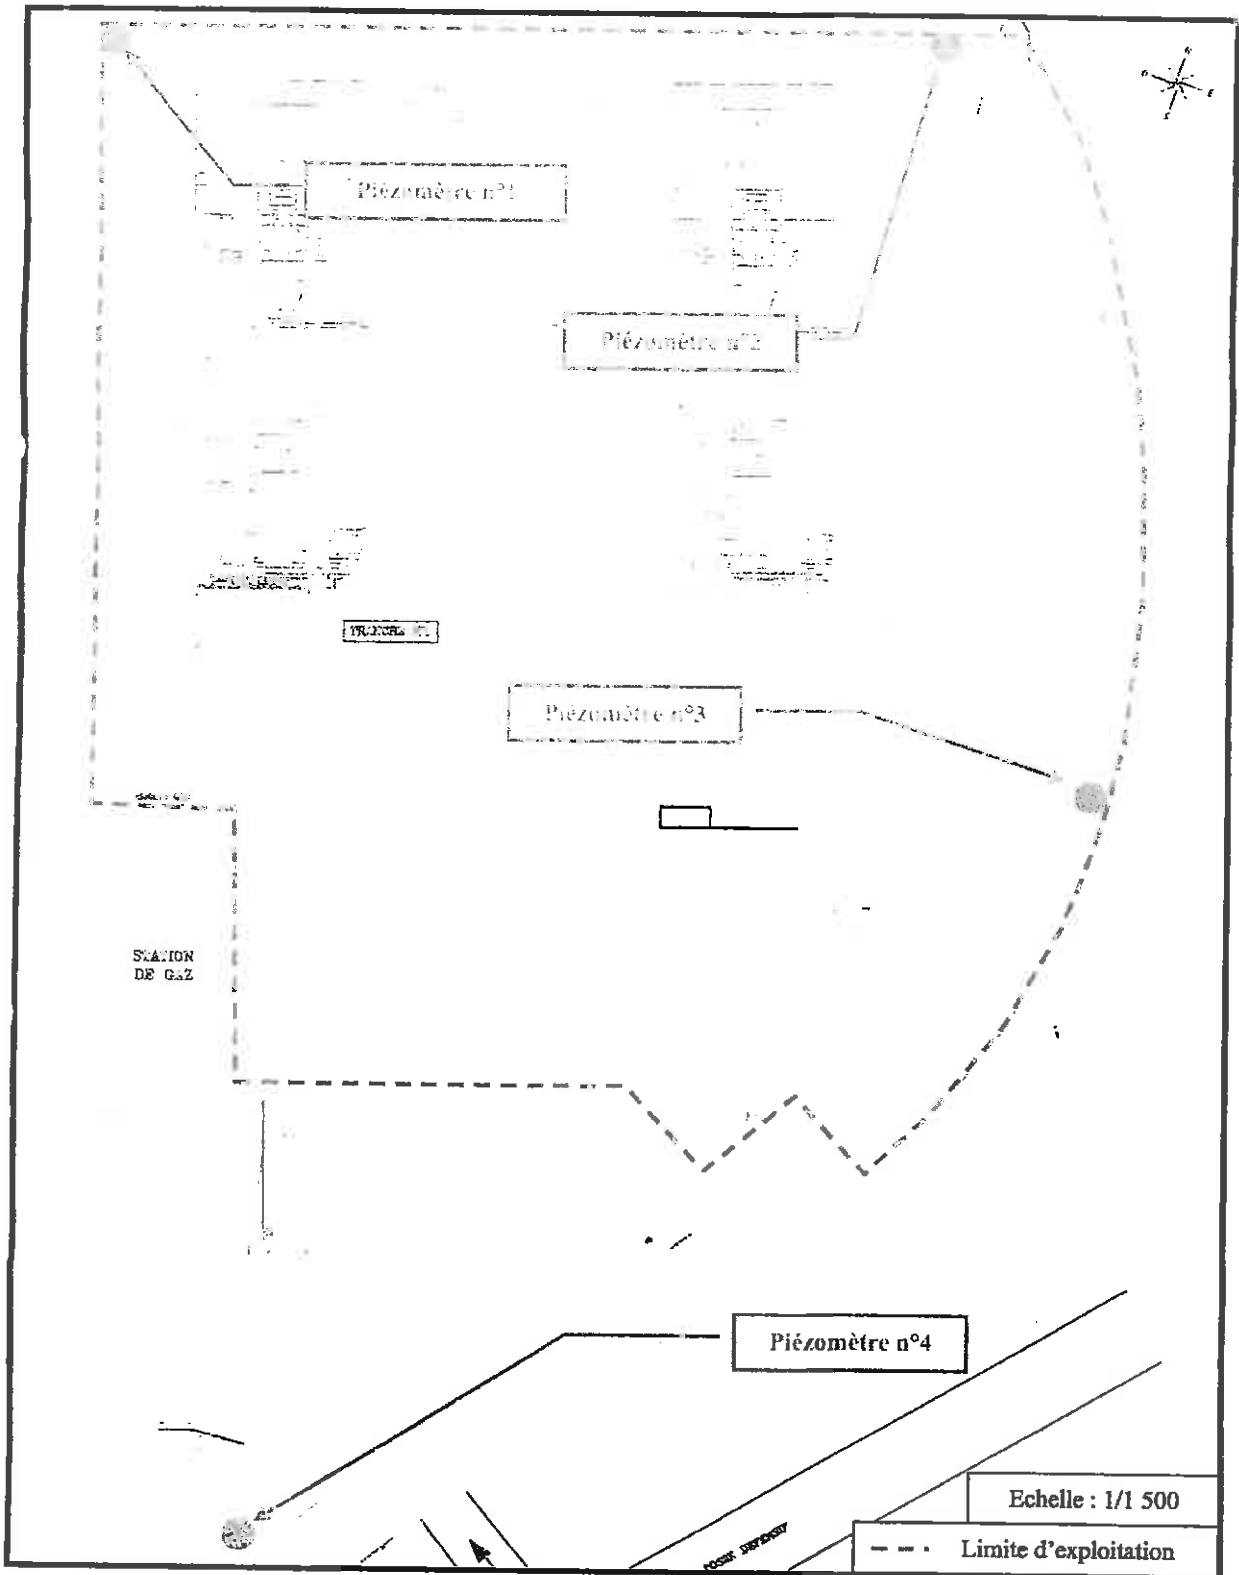 N
O
E
S
Piézomètre n°1
Piézomètre n°2
Piézomètre n°3
STATION
DE GAZ
Piézomètre n°4
Echelle : 1/1 500
Limite d'exploitation